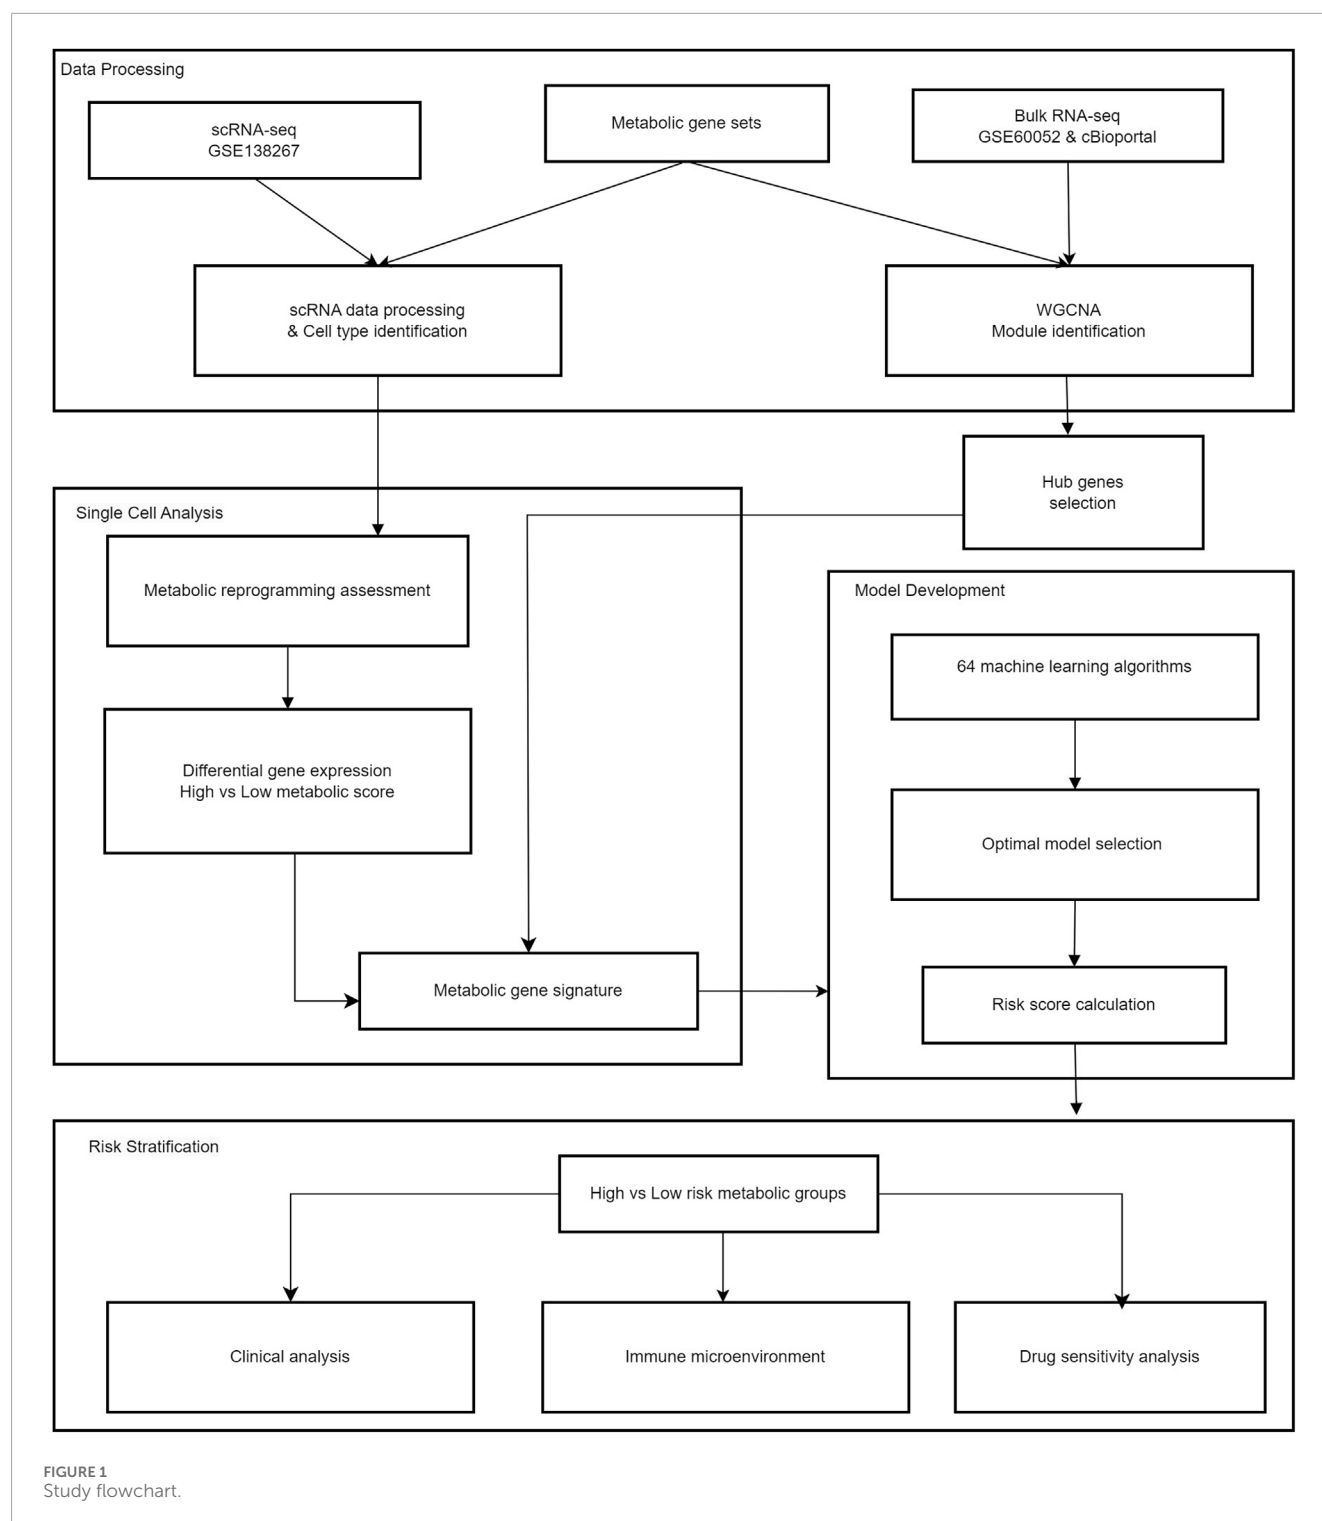 Data Processing
scRNA-seq
GSE138267
Metabolic gene sets
Bulk RNA-seq
GSE60052 & cBioportal
scRNA data processing
& Cell type identification
WGCNA
Module identification
Hub genes
selection
Single Cell Analysis
Metabolic reprogramming assessment
Differential gene expression
High vs Low metabolic score
Metabolic gene signature
Model Development
64 machine learning algorithms
Optimal model selection
Risk score calculation
Risk Stratification
High vs Low risk metabolic groups
Clinical analysis
Immune microenvironment
Drug sensitivity analysis
FIGURE 1
Study flowchart.